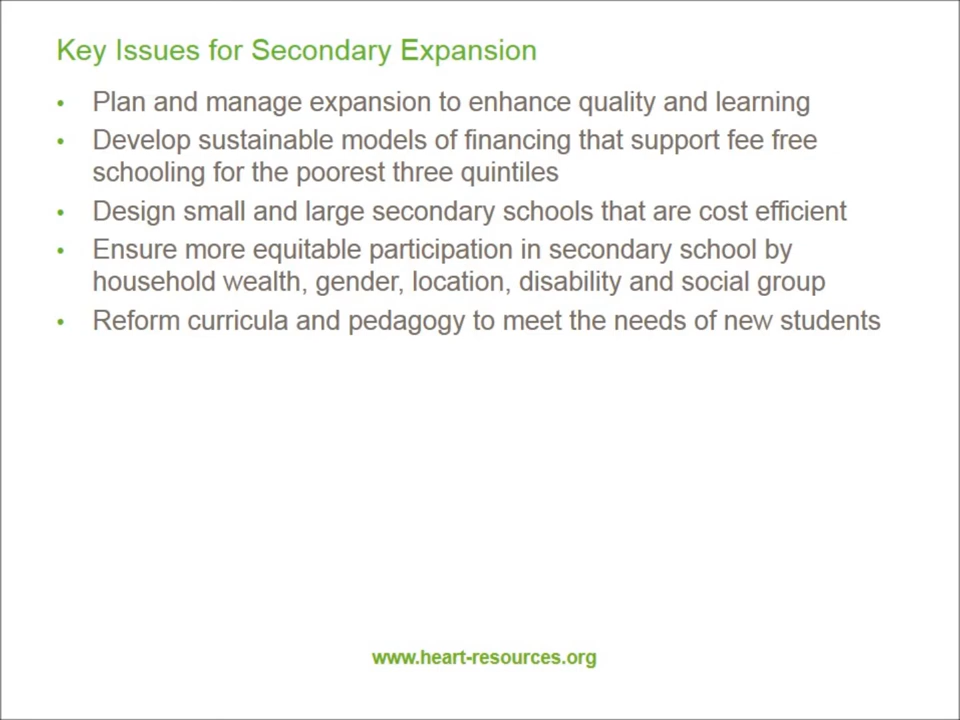 Key Issues for Secondary Expansion
• Plan and manage expansion to enhance quality and learning
• Develop sustainable models of financing that support fee free
schooling for the poorest three quintiles
• Design small and large secondary schools that are cost efficient
• Ensure more equitable participation in secondary school by
household wealth, gender, location, disability and social group
• Reform curricula and pedagogy to meet the needs of new students
www.heart-resources.org